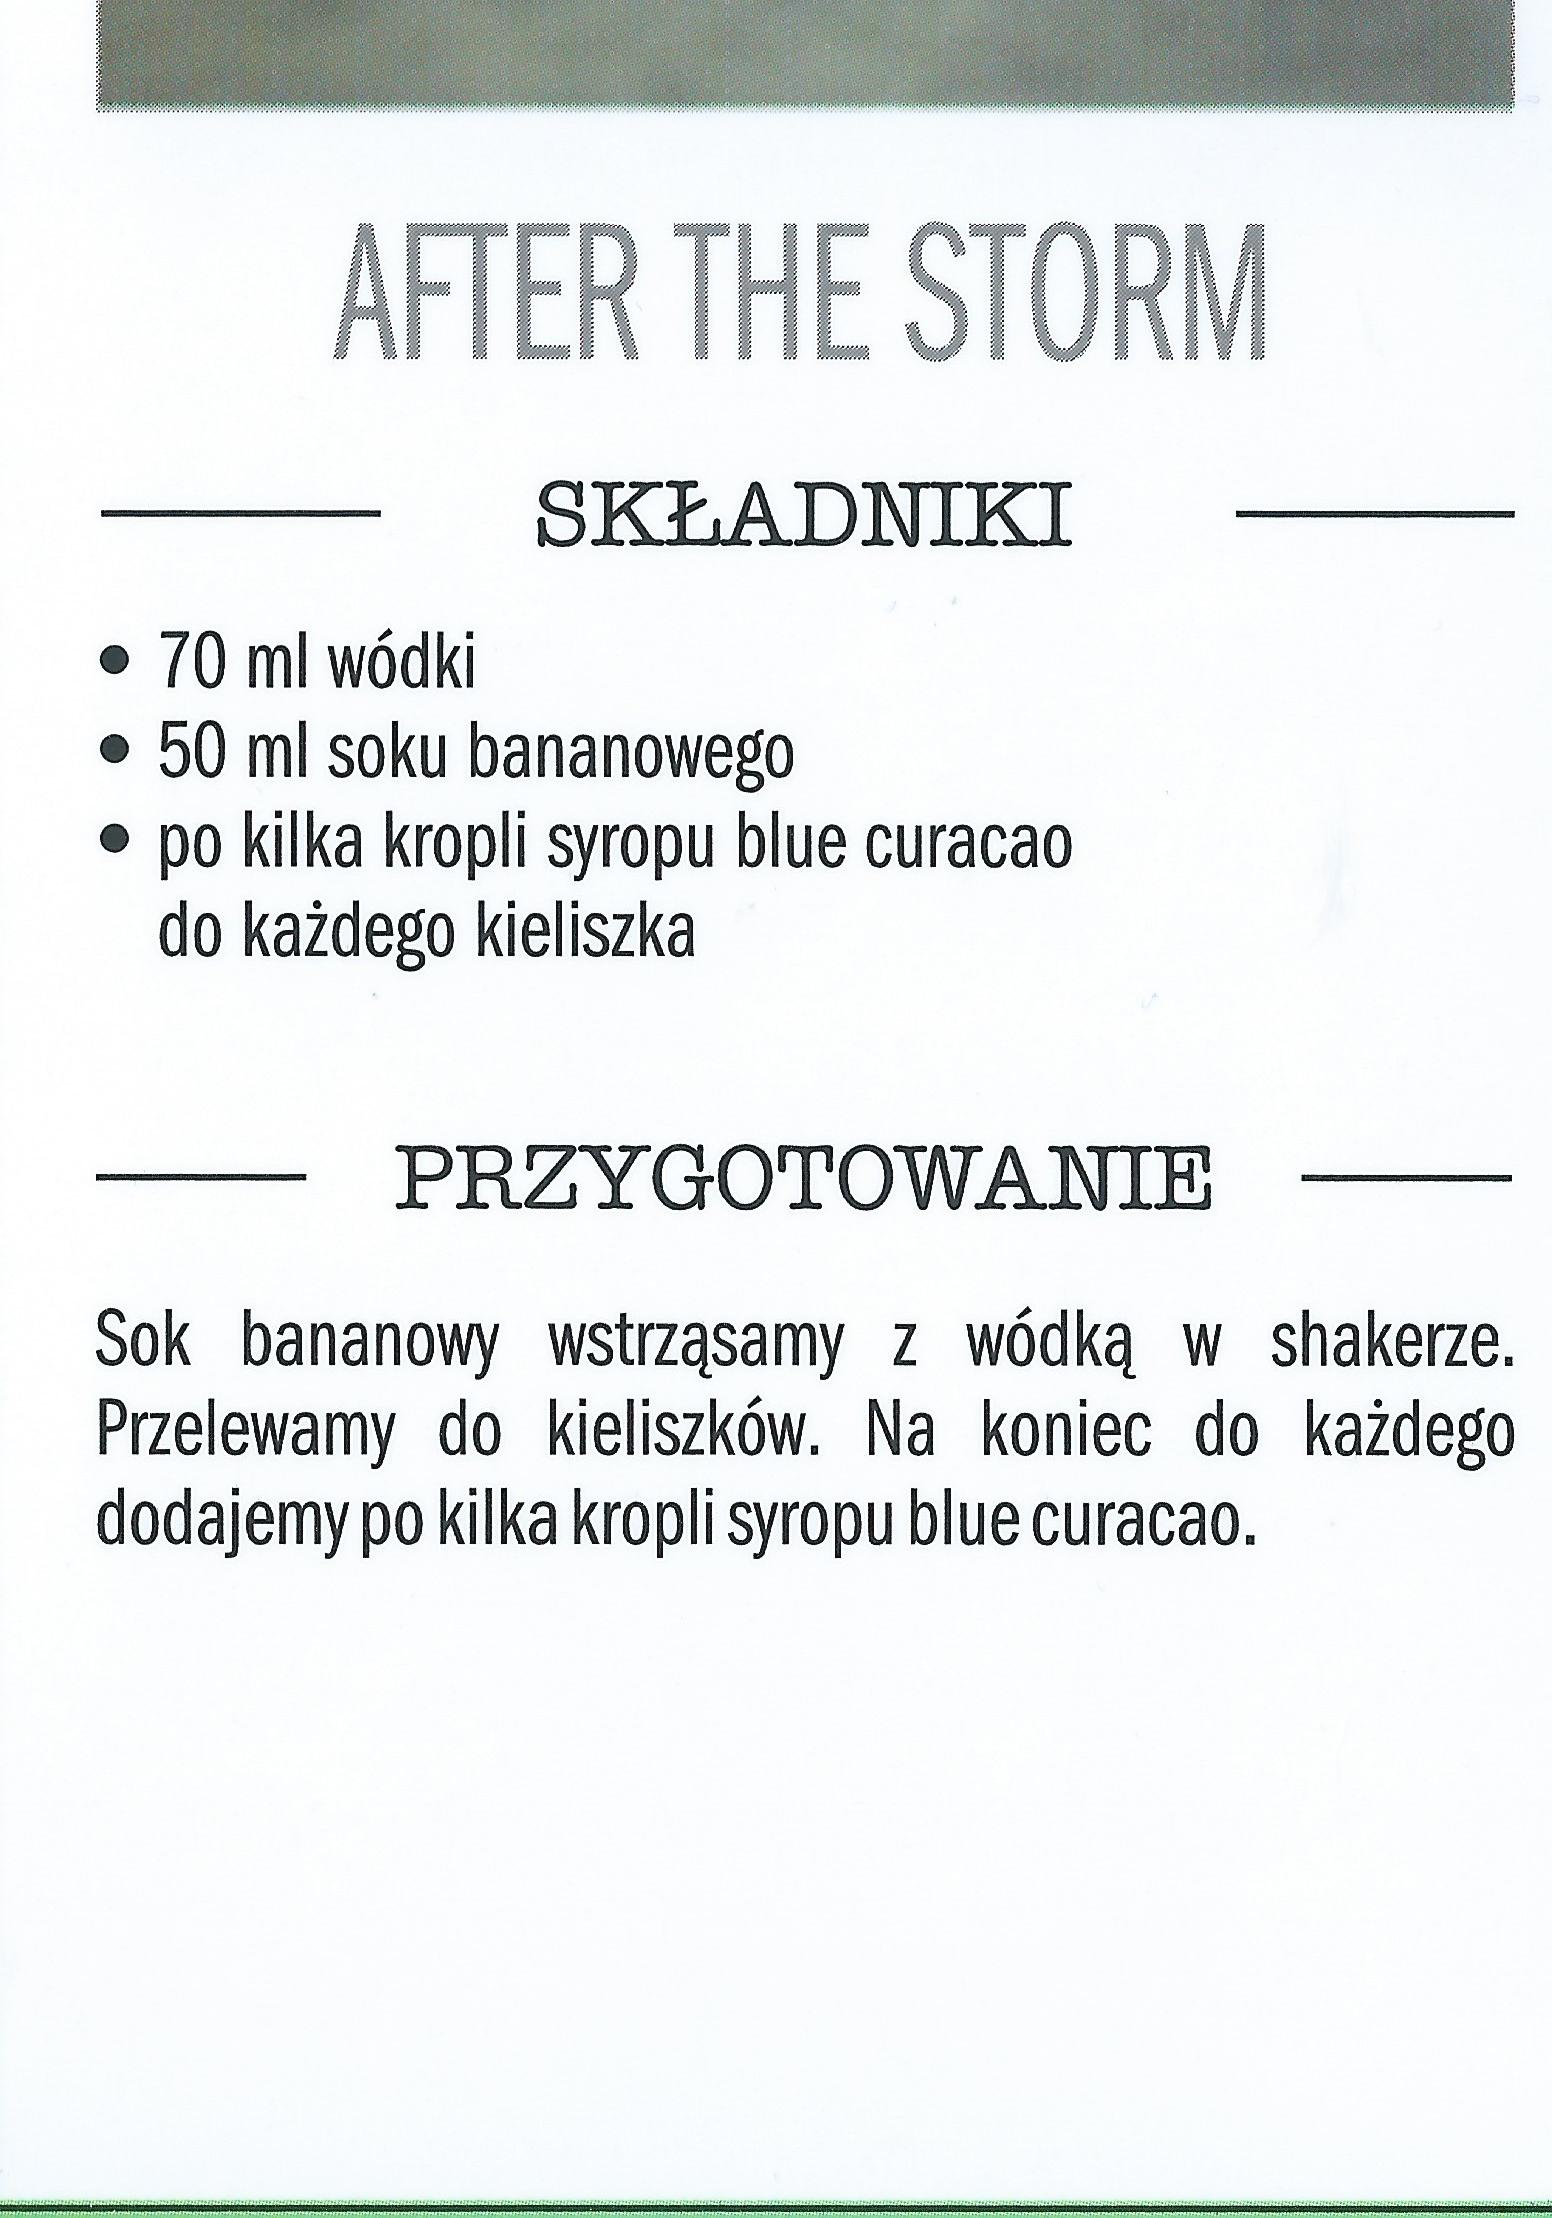 AFTER THE STORM
SKŁADNIKI
• 70 ml wódki
• 50 ml soku bananowego
• po kilka kropli syropu blue curacao
do każdego kieliszka
PRZYGOTOWANIE
Sok bananowy wstrząsamy z wódką w shakerze.
Przelewamy do kieliszków. Na koniec do każdego
dodajemy po kilka kropli syropu blue curacao.